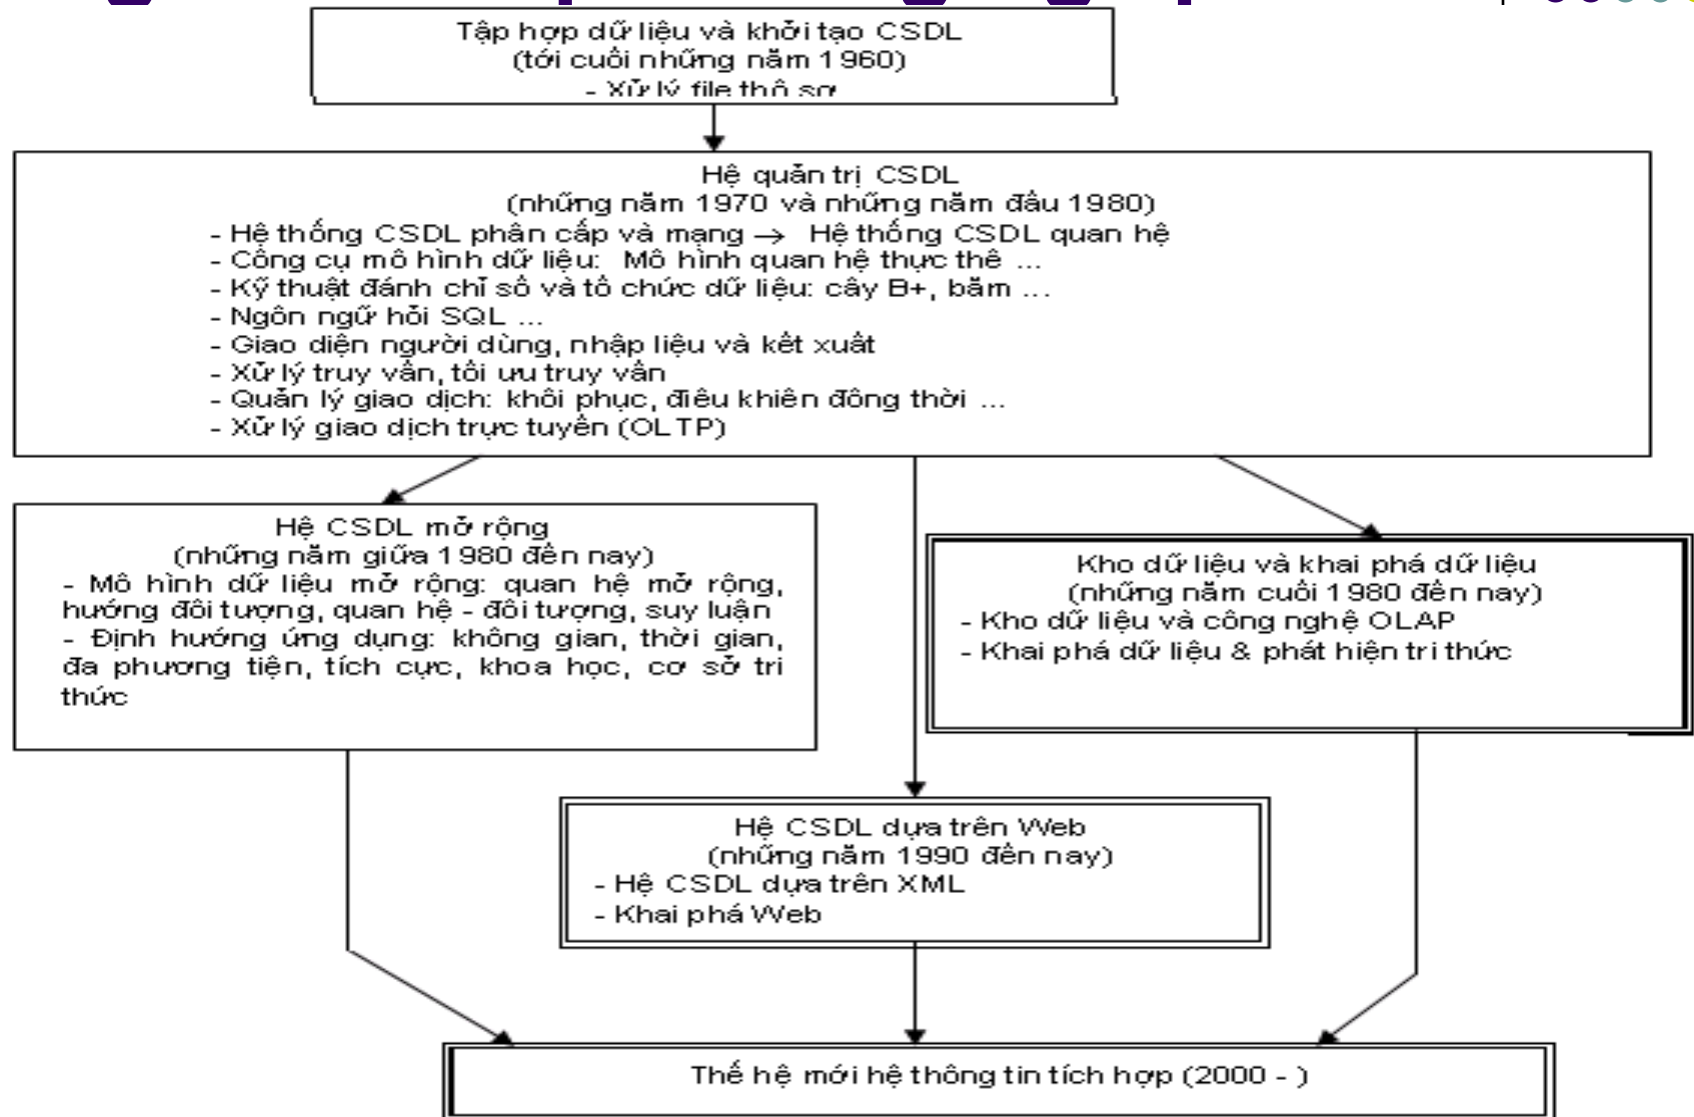 Tập hợp dữ liệu và khởi tạo CSDL
(tới cuối những năm 1960)
- Xử lý file thô sơ
Hệ quản trị CSDL
(những năm 1970 và những năm đầu 1980)
- Hệ thống CSDL phân cấp và mạng → Hệ thống CSDL quan hệ
- Công cụ mô hình dữ liệu: Mô hình quan hệ thực thể ...
- Kỹ thuật đánh chỉ số và tổ chức dữ liệu: cây B+, băm ...
- Ngôn ngữ hỏi SQL ...
- Giao diện người dùng, nhập liệu và kết xuất
- Xử lý truy vấn, tối ưu truy vấn
- Quản lý giao dịch: khôi phục, điều khiển đồng thời ...
- Xử lý giao dịch trực tuyến (OLTP)
Hệ CSDL mở rộng
(những năm giữa 1980 đến nay)
- Mô hình dữ liệu mở rộng: quan hệ mở rộng,
hướng đối tượng, quan hệ - đối tượng, suy luận
- Định hướng ứng dụng: không gian, thời gian,
đa phương tiện, tích cực, khoa học, cơ sở tri
thức
Kho dữ liệu và khai phá dữ liệu
(những năm cuối 1980 đến nay)
- Kho dữ liệu và công nghệ OLAP
- Khai phá dữ liệu & phát hiện tri thức
Hệ CSDL dựa trên Web
(những năm 1990 đến nay)
- Hệ CSDL dựa trên XML
- Khai phá Web
Thế hệ mới hệ thông tin tích hợp (2000 - )